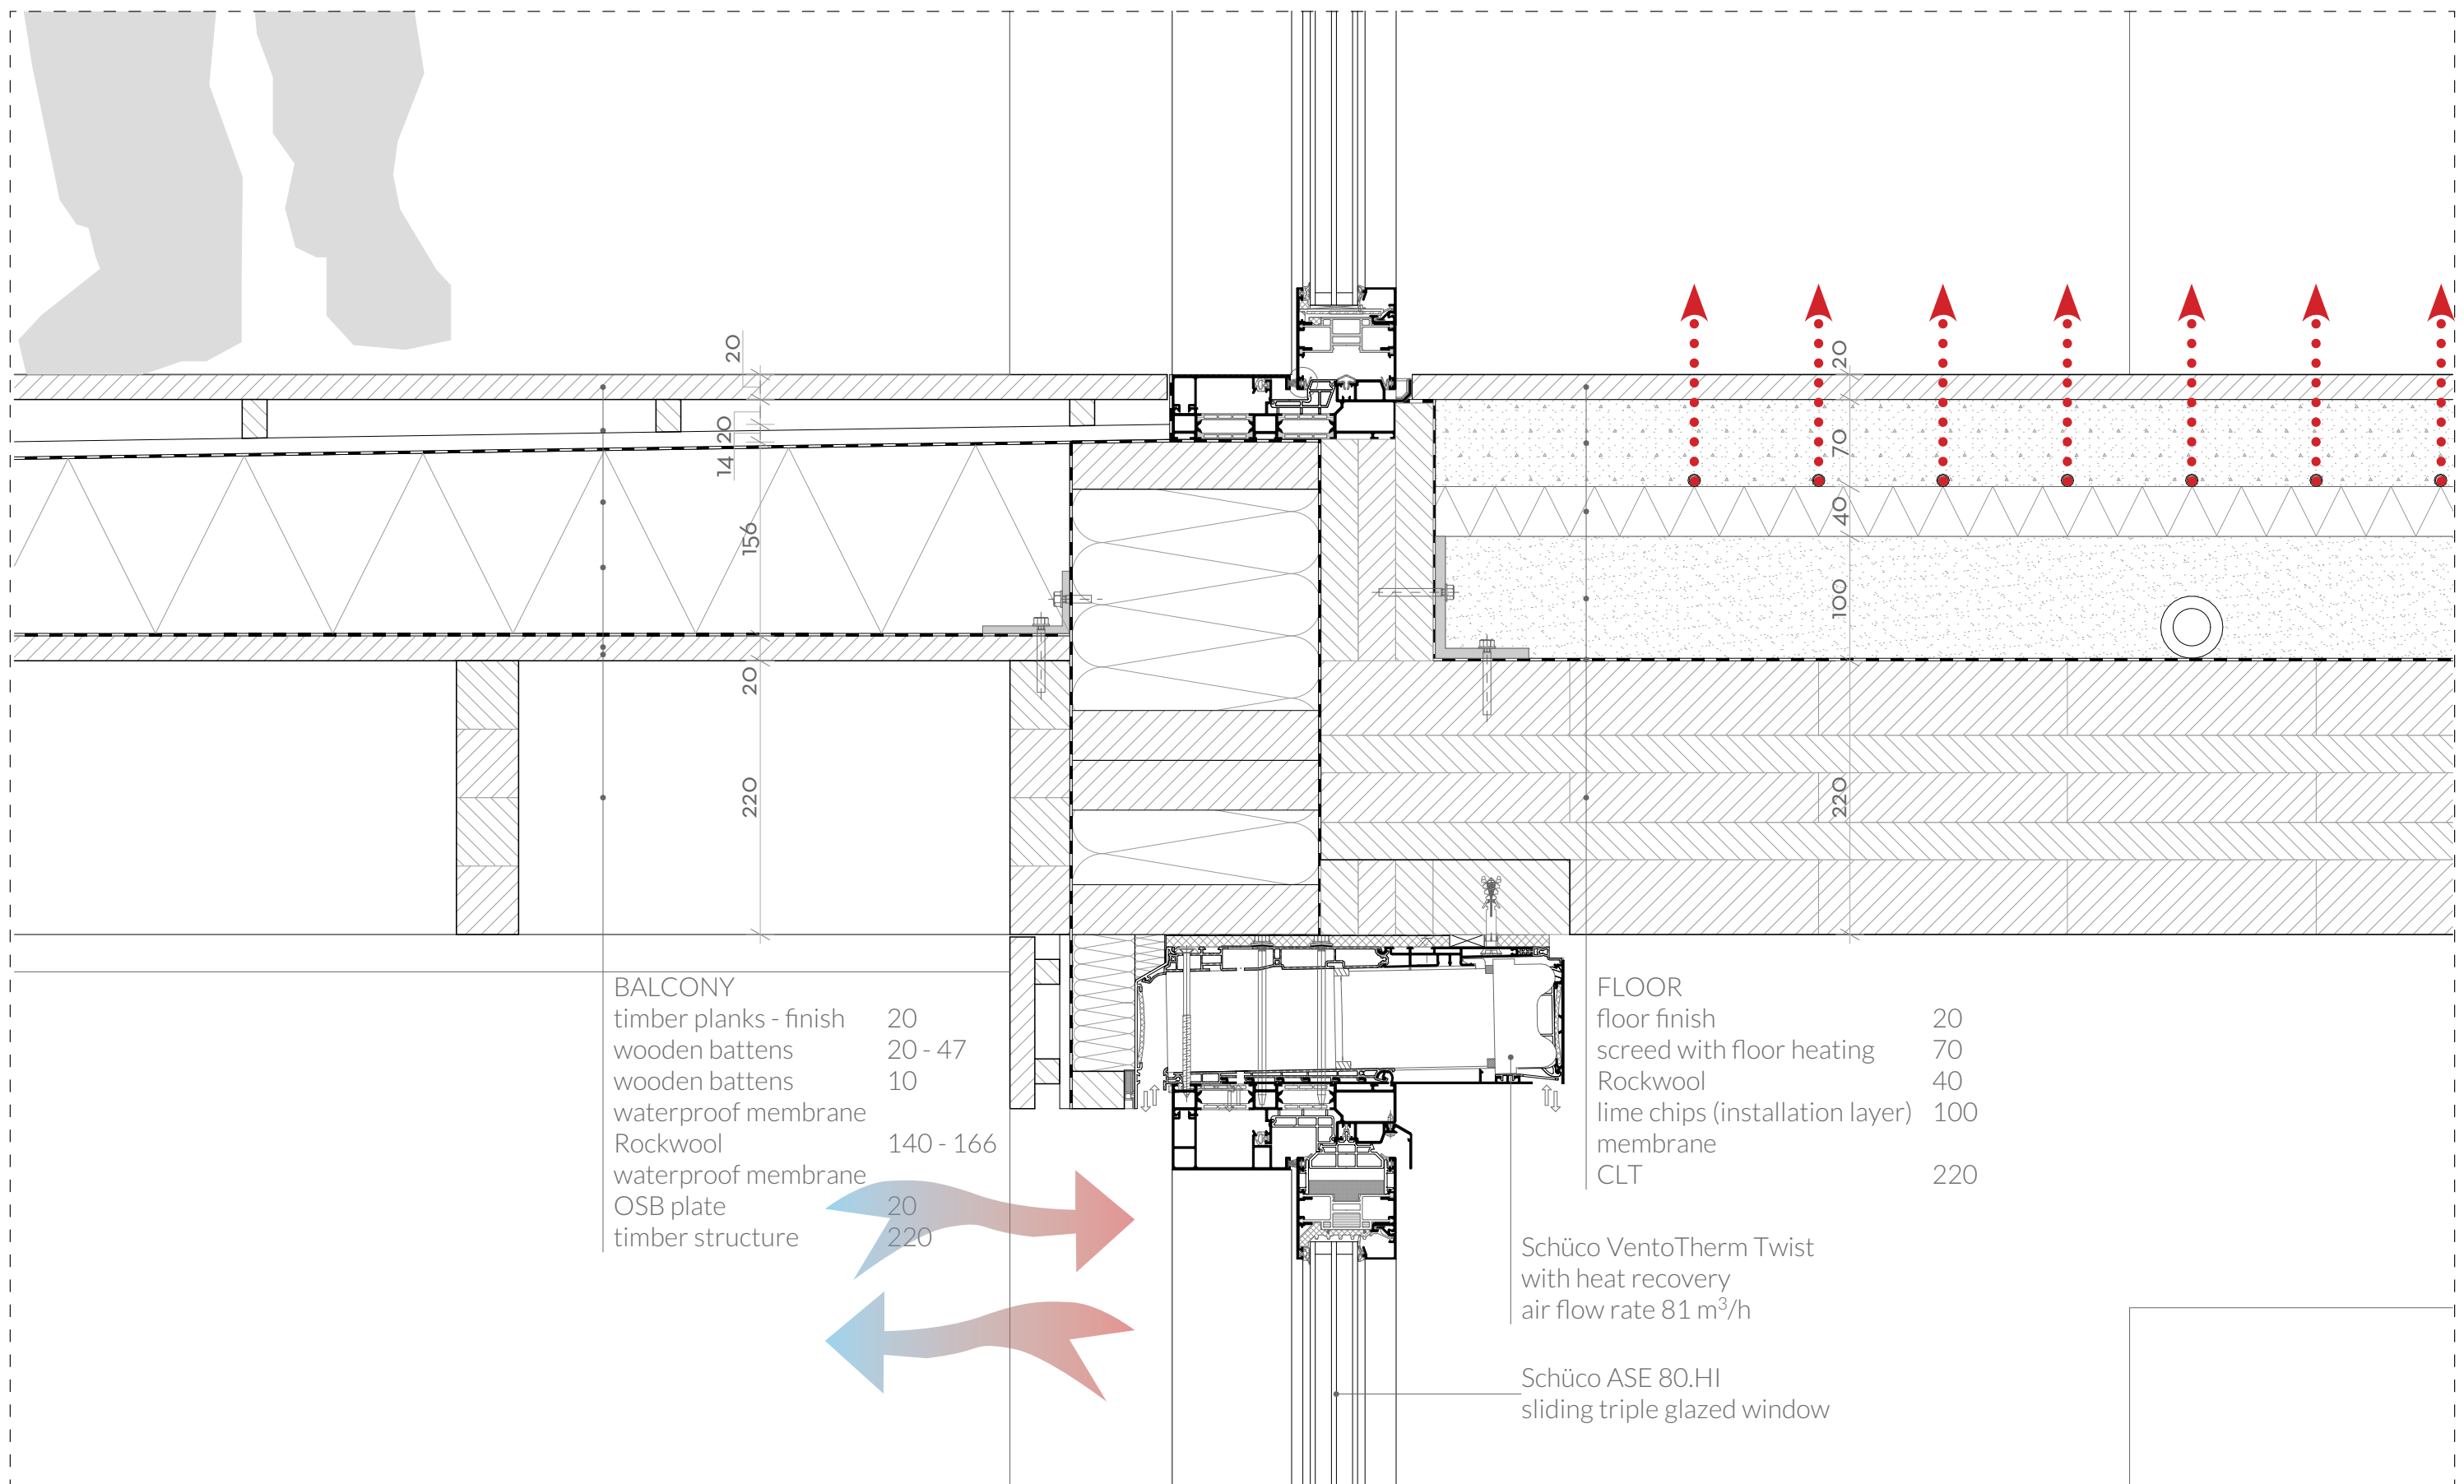 20
14 20
156
20
220
20
70
40
100
220
BALCONY
timber planks - finish 20
wooden battens 20 - 47
wooden battens 10
waterproof membrane
Rockwool 140 - 166
waterproof membrane
OSB plate 20
timber structure 220
FLOOR
floor finish 20
screed with floor heating 70
Rockwool 40
lime chips (installation layer) 100
membrane
CLT 220
Schüco VentoTherm Twist
with heat recovery
air flow rate 81 m³/h
Schüco ASE 80.HI
sliding triple glazed window